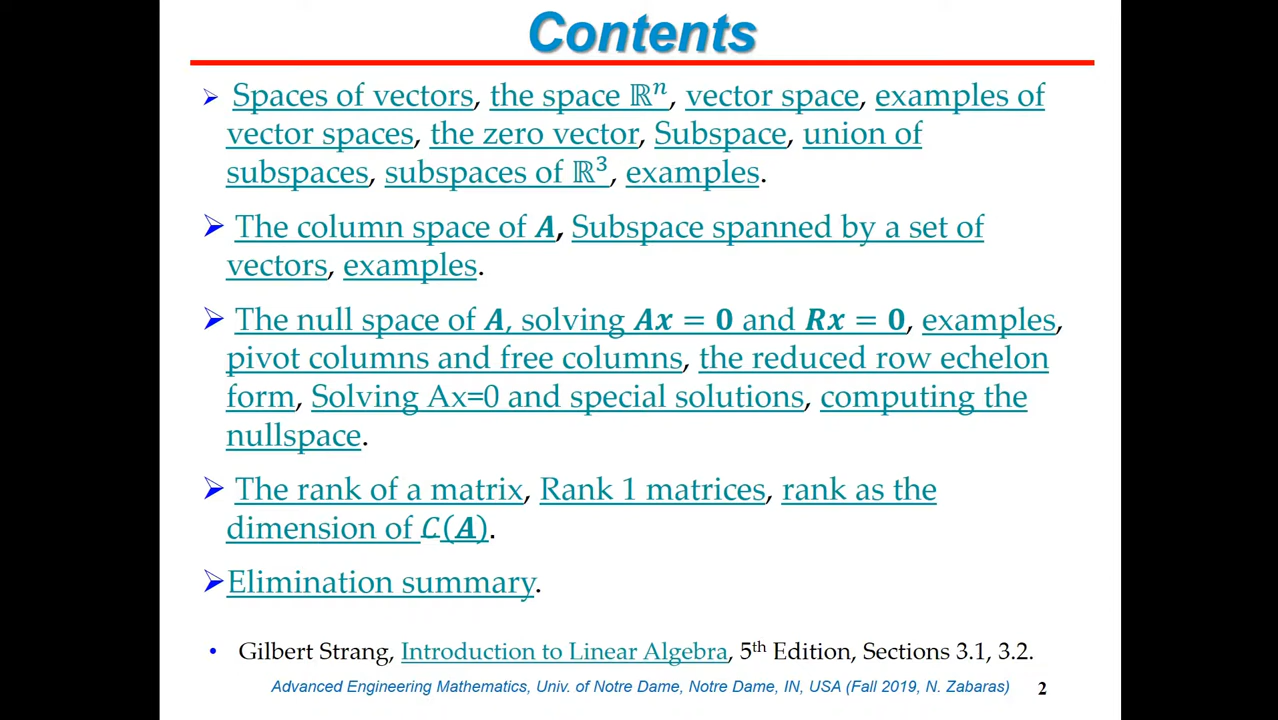 Contents
➢ Spaces of vectors, the space ℝⁿ, vector space, examples of
vector spaces, the zero vector, Subspace, union of
subspaces, subspaces of ℝ³, examples.
➢ The column space of A, Subspace spanned by a set of
vectors, examples.
➢ The null space of A, solving Ax = 0 and Rx = 0, examples,
pivot columns and free columns, the reduced row echelon
form, Solving Ax=0 and special solutions, computing the
nullspace.
➢ The rank of a matrix, Rank 1 matrices, rank as the
dimension of 𝓒(A).
➢ Elimination summary.
• Gilbert Strang, Introduction to Linear Algebra, 5th Edition, Sections 3.1, 3.2.
Advanced Engineering Mathematics, Univ. of Notre Dame, Notre Dame, IN, USA (Fall 2019, N. Zabaras) 2